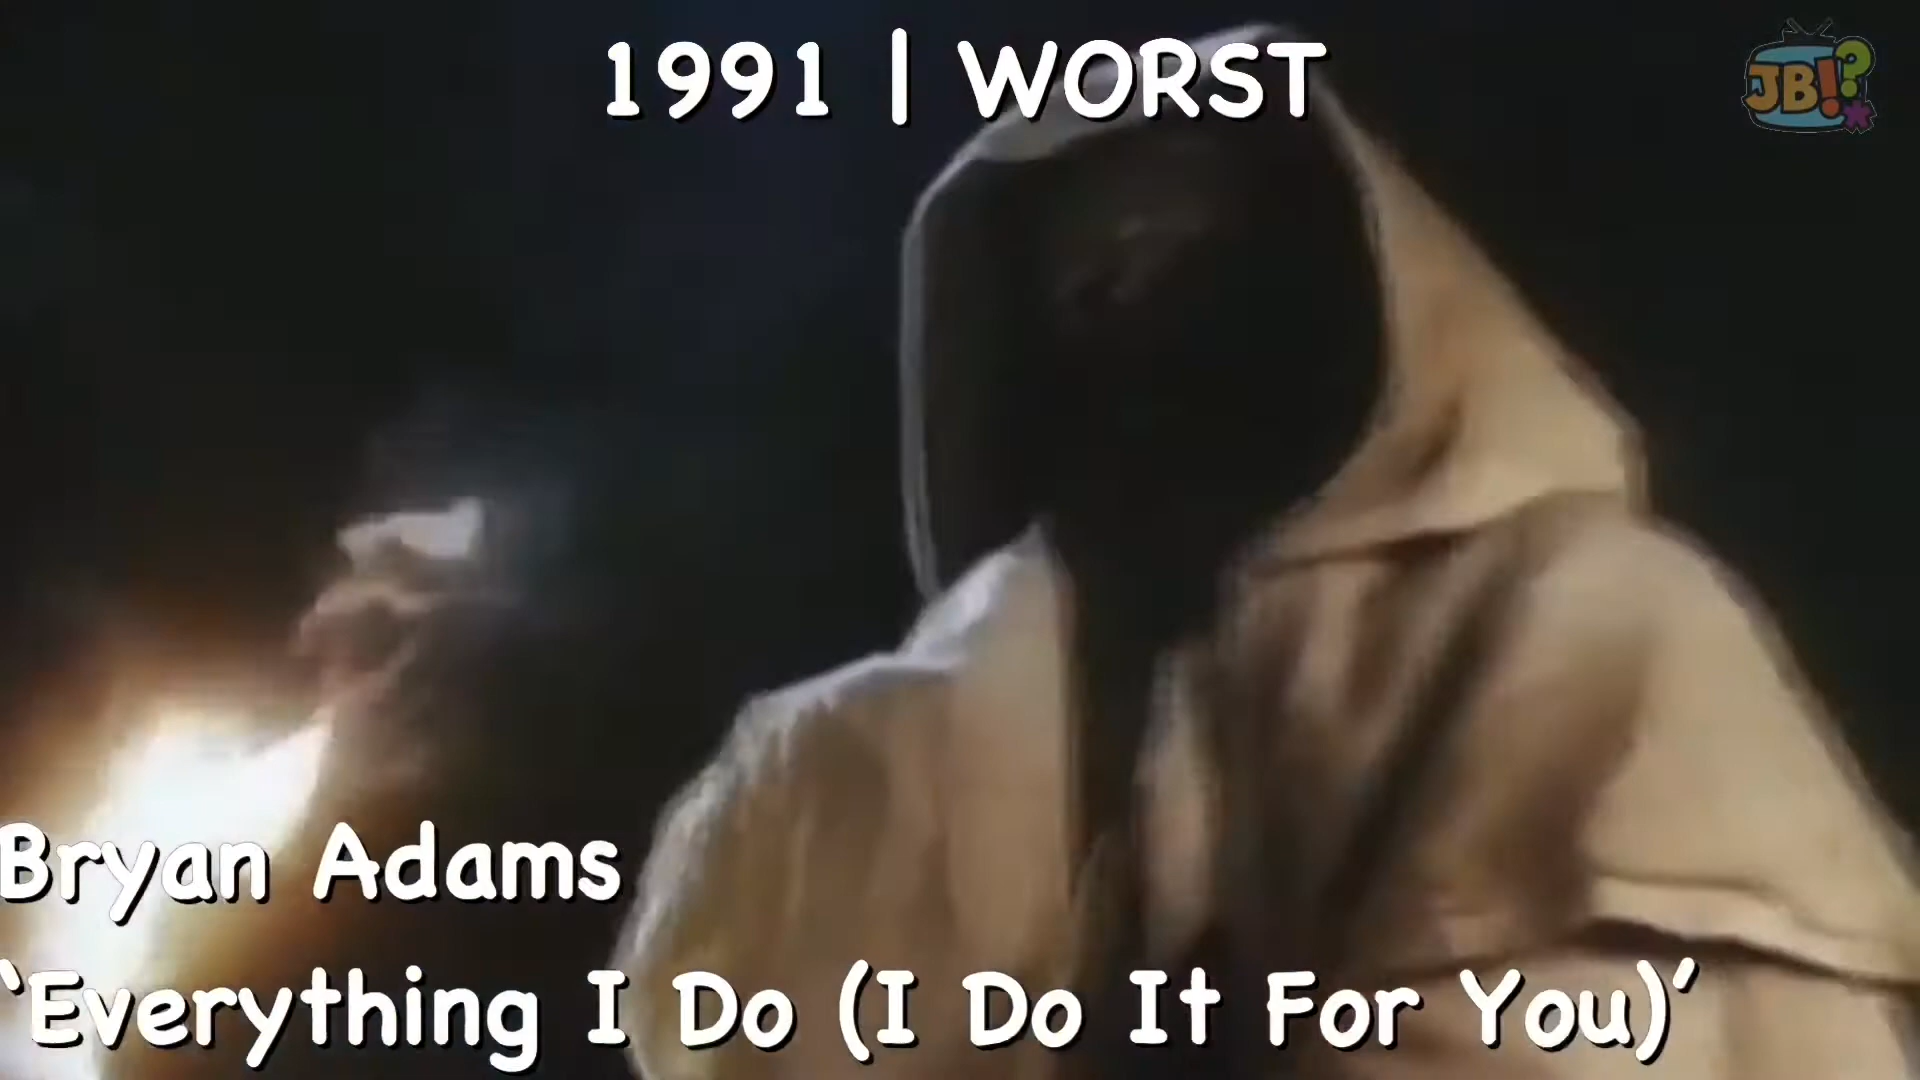 1991 | WORST
JB!?*
Bryan Adams
‘Everything I Do (I Do It For You)’